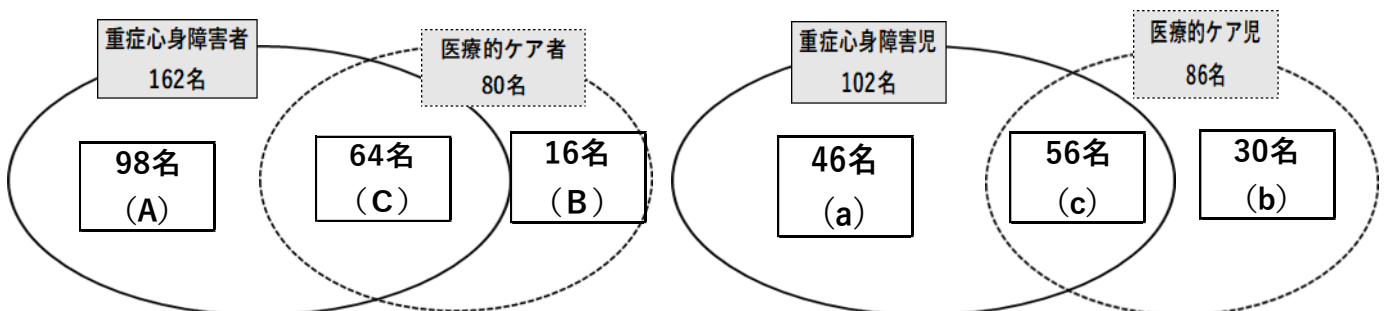 重症心身障害者
162名
医療的ケア者
80名
98名
（A）
64名
（C）
16名
（B）
重症心身障害児
102名
医療的ケア児
86名
46名
（a）
56名
（c）
30名
（b）